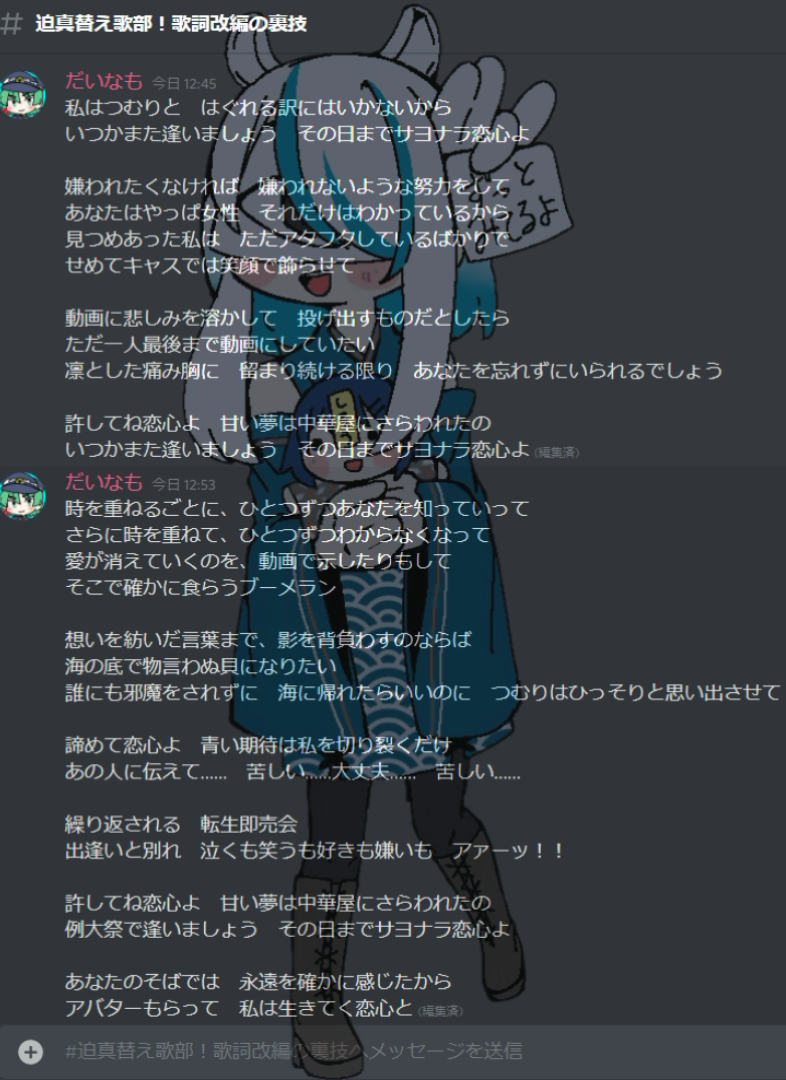 # 迫真替え歌部！歌詞改編の裏技
だいなも 今日 12:45
私はつむりと　はぐれる訳にはいかないから
いつかまた逢いましょう　その日までサヨナラ恋心よ
嫌われたくなければ　嫌われないような努力をして
あなたはやっぱ女性　それだけはわかっているから
見つめあった私は　ただアタフタしているばかりで
せめてキャスでは笑顔で飾らせて
動画に悲しみを溶かして　投げ出すものだとしたら
ただ一人最後まで動画にしていたい
凛とした痛み胸に　留まり続ける限り　あなたを忘れずにいられるでしょう
許してね恋心よ　甘い夢は中華屋にさらわれたの
いつかまた逢いましょう　その日までサヨナラ恋心よ (編集済)
だいなも 今日 12:53
時を重ねるごとに、ひとつずつあなたを知っていって
さらに時を重ねて、ひとつずつわからなくなって
愛が消えていくのを、動画で示したりもして
そこで確かに食らうブーメラン
想いを紡いだ言葉まで、影を背負わすのならば
海の底で物言わぬ貝になりたい
誰にも邪魔をされずに　海に帰れたらいいのに　つむりはひっそりと思い出させて
諦めて恋心よ　青い期待は私を切り裂くだけ
あの人に伝えて……　苦しい……大丈夫……　苦しい……
繰り返される　転生即売会
出逢いと別れ　泣くも笑うも好きも嫌いも　アァーッ！！
許してね恋心よ　甘い夢は中華屋にさらわれたの
例大祭で逢いましょう　その日までサヨナラ恋心よ
あなたのそばでは　永遠を確かに感じたから
アバターもらって　私は生きてく恋心と (編集済)
#迫真替え歌部！歌詞改編の裏技へメッセージを送信